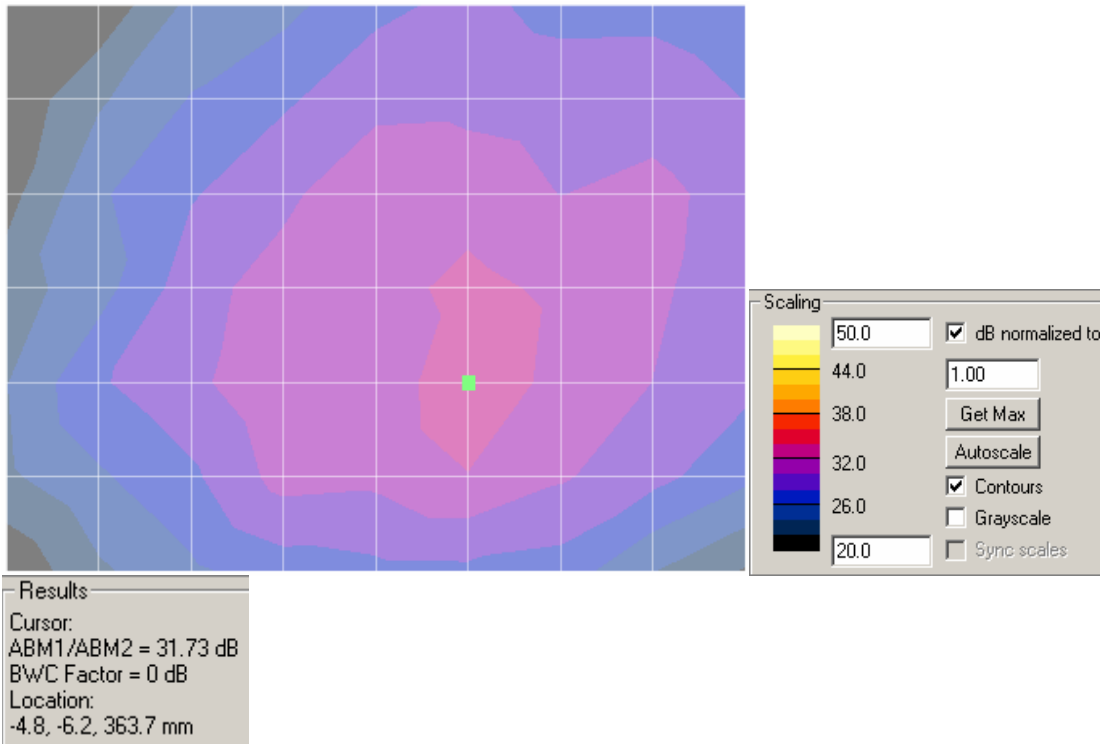 Scaling
50.0
dB normalized to
44.0
1.00
38.0
Get Max
Autoscale
32.0
Contours
26.0
Grayscale
20.0
Sync scales
Results
Cursor:
ABM1/ABM2 = 31.73 dB
BWC Factor = 0 dB
Location:
-4.8, -6.2, 363.7 mm